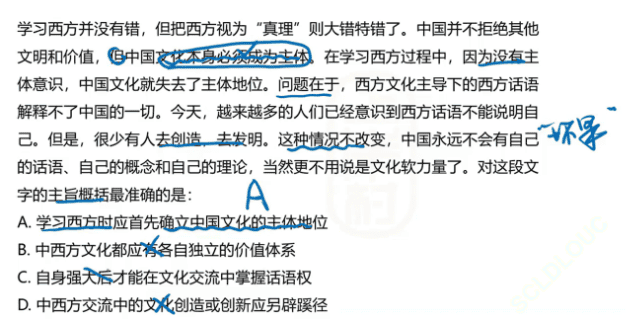 学习西方并没有错，但把西方视为“真理”则大错特错了。中国并不拒绝其他
文明和价值，但中国文化本身必须成为主体。在学习西方过程中，因为没有主
体意识，中国文化就失去了主体地位。问题在于，西方文化主导下的西方话语
解释不了中国的一切。今天，越来越多的人们已经意识到西方话语不能说明自
己。但是，很少有人去创造、去发明。这种情况不改变，中国永远不会有自己
“坏果”
的话语、自己的概念和自己的理论，当然更不用说是文化软力量了。对这段文
字的主旨概括最准确的是：
A
A. 学习西方时应首先确立中国文化的主体地位
B. 中西方文化都应有各自独立的价值体系
C. 自身强大后才能在文化交流中掌握话语权
D. 中西方交流中的文化创造或创新应另辟蹊径